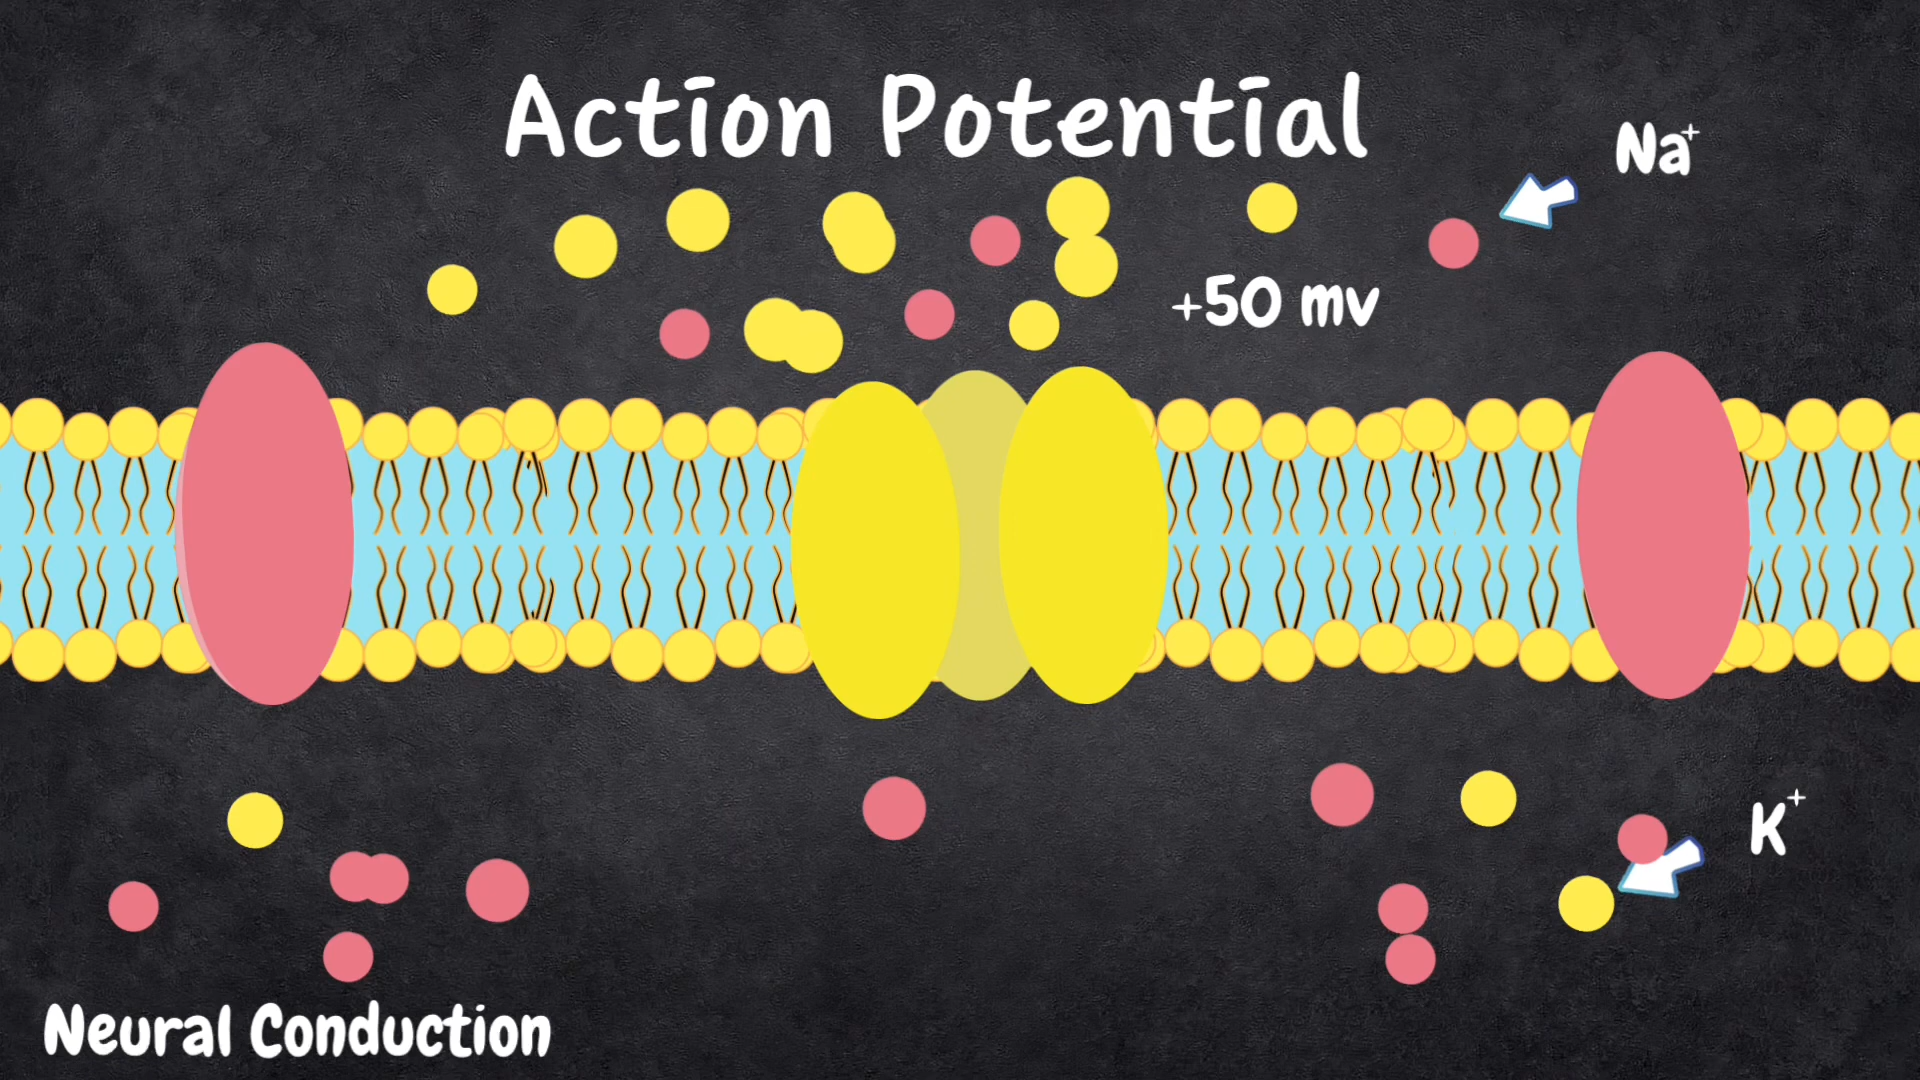 Action Potential
Na⁺
+50 mv
K⁺
Neural Conduction